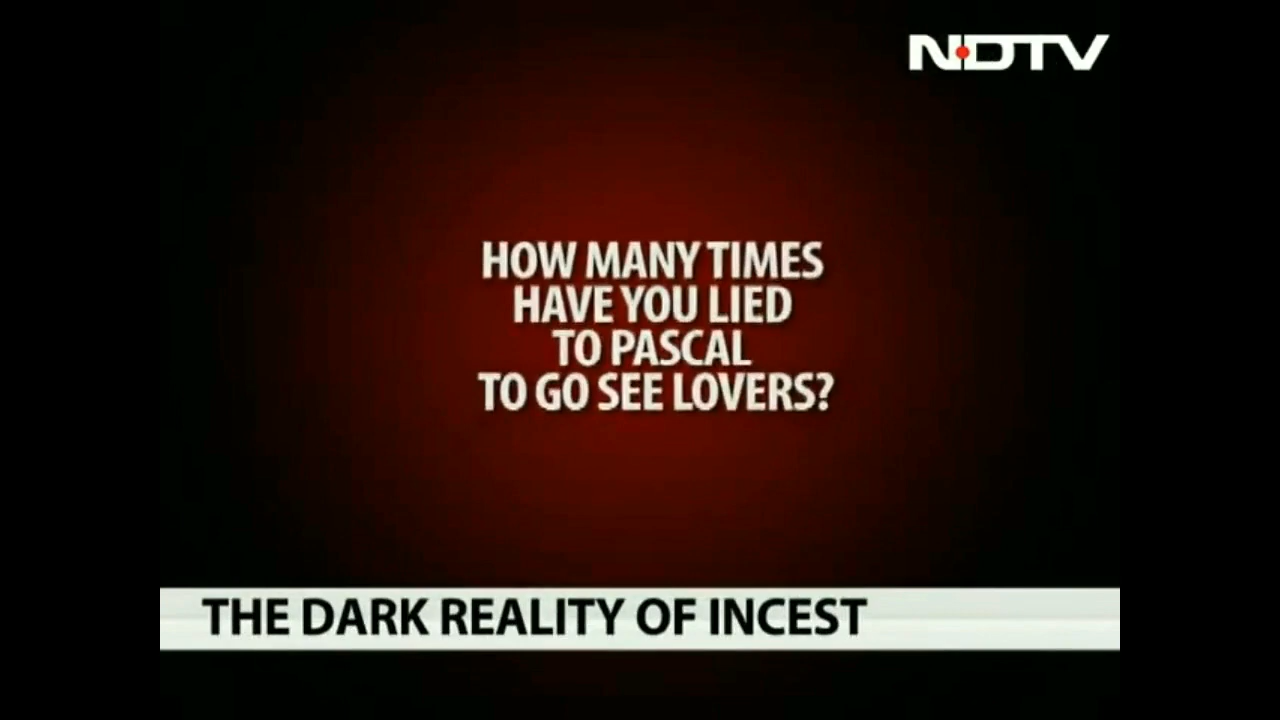 NDTV
HOW MANY TIMES
HAVE YOU LIED
TO PASCAL
TO GO SEE LOVERS?
THE DARK REALITY OF INCEST